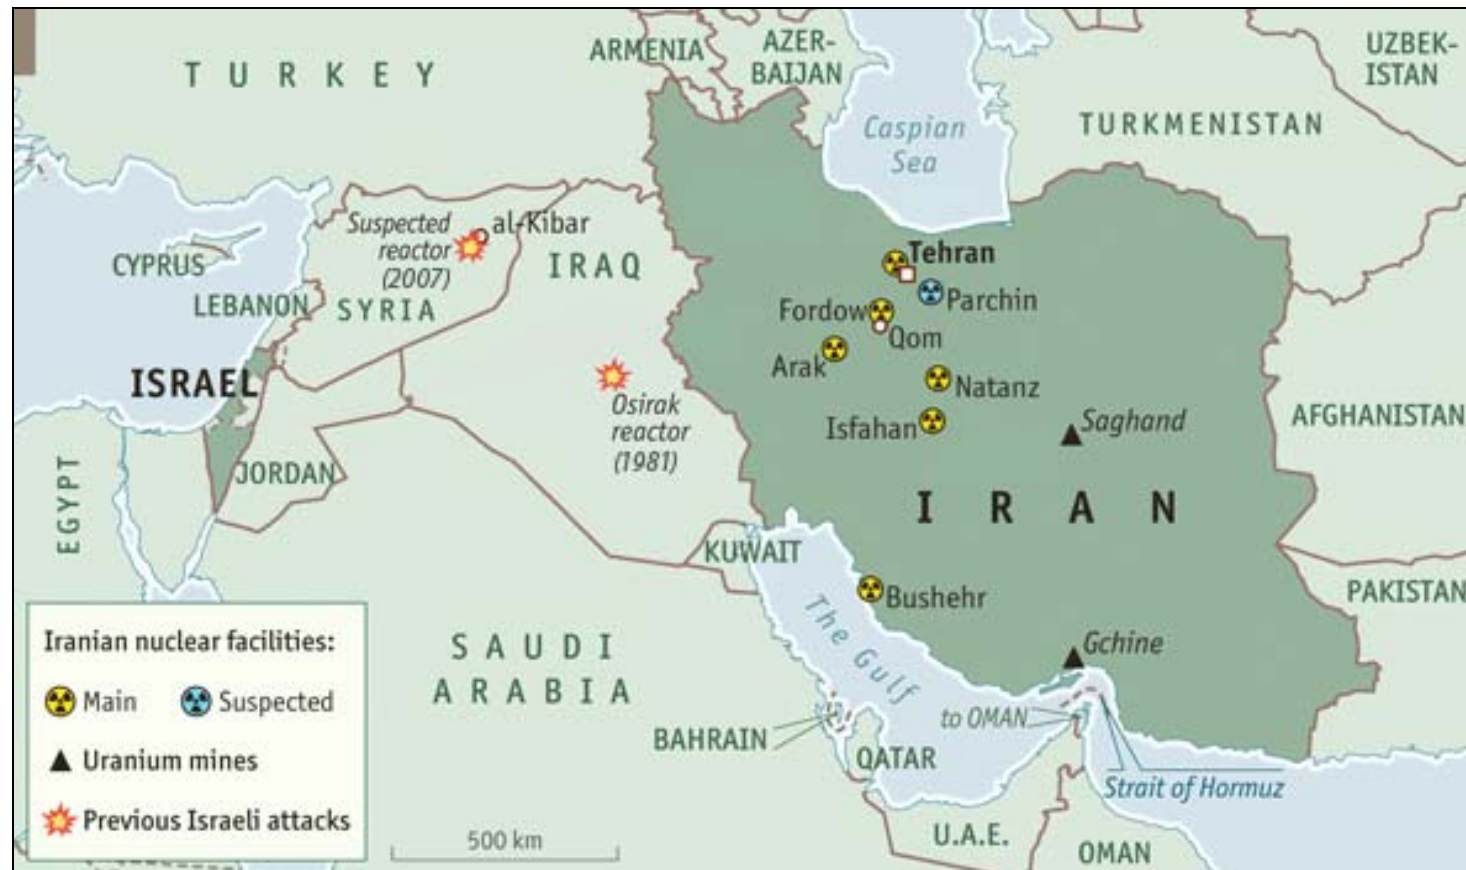 TURKEY
ARMENIA
AZER-
BAIJAN
UZBEK-
ISTAN
TURKMENISTAN
Caspian
Sea
Suspected
reactor
(2007)
al-Kibar
CYPRUS
LEBANON
SYRIA
IRAQ
Tehran
Parchin
Fordow
Qom
Arak
Natanz
ISRAEL
Osirak
reactor
(1981)
Isfahan
Saghand
AFGHANISTAN
JORDAN
EGYPT
IRAN
KUWAIT
PAKISTAN
Bushehr
The Gulf
Gchine
SAUDI
ARABIA
BAHRAIN
QATAR
to OMAN
Strait of Hormuz
U.A.E.
OMAN
Iranian nuclear facilities:
Main
Suspected
Uranium mines
Previous Israeli attacks
500 km